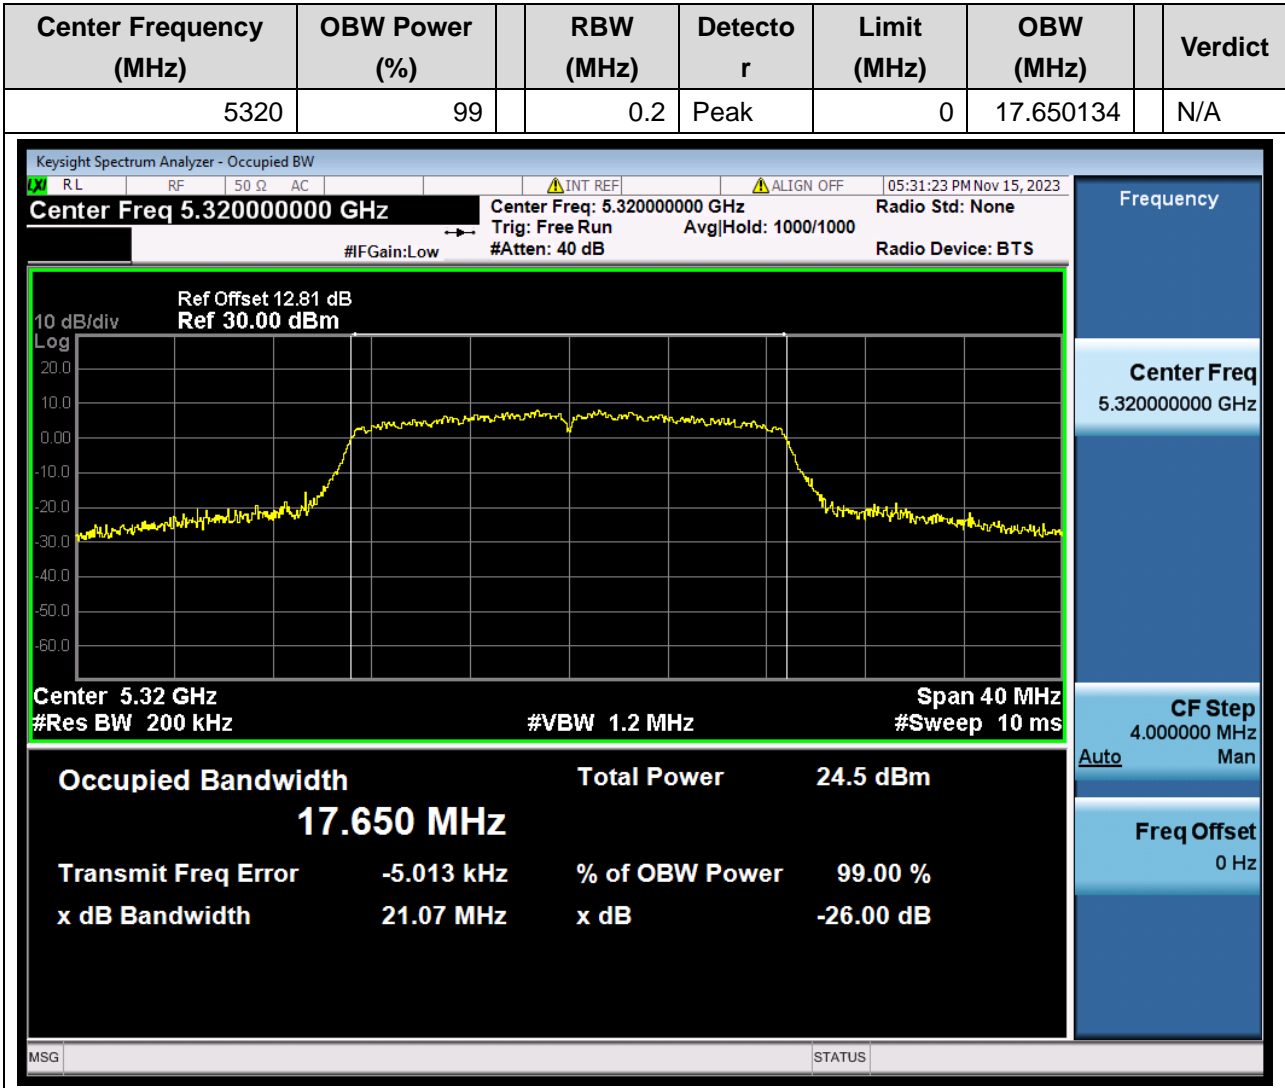 Center Frequency (MHz) OBW Power (%) RBW (MHz) Detecto r Limit (MHz) OBW (MHz) Verdict
5320 99 0.2 Peak 0 17.650134 N/A
Keysight Spectrum Analyzer - Occupied BW
LXI RL RF 50 Ω AC INT REF ALIGN OFF 05:31:23 PM Nov 15, 2023
Center Freq 5.320000000 GHz
Center Freq: 5.320000000 GHz
Radio Std: None
Trig: Free Run Avg|Hold: 1000/1000
#IFGain:Low #Atten: 40 dB
Radio Device: BTS
Ref Offset 12.81 dB
10 dB/div Ref 30.00 dBm
Log
20.0
10.0
0.00
-10.0
-20.0
-30.0
-40.0
-50.0
-60.0
Center 5.32 GHz Span 40 MHz
#Res BW 200 kHz #VBW 1.2 MHz #Sweep 10 ms
Occupied Bandwidth Total Power 24.5 dBm
17.650 MHz
Transmit Freq Error -5.013 kHz % of OBW Power 99.00 %
x dB Bandwidth 21.07 MHz x dB -26.00 dB
Frequency
Center Freq
5.320000000 GHz
CF Step
4.000000 MHz
Auto Man
Freq Offset
0 Hz
MSG STATUS